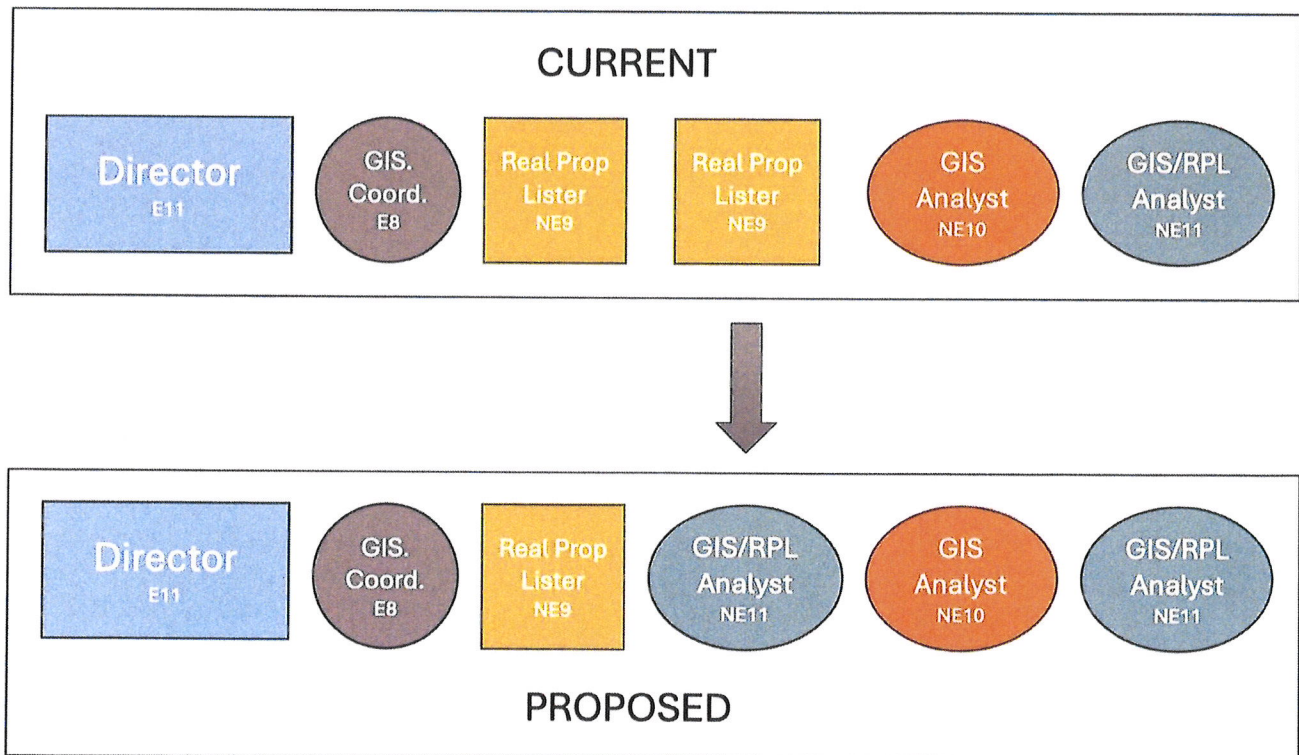 CURRENT
Director
E11
GIS.
Coord.
E8
Real Prop
Lister
NE9
Real Prop
Lister
NE9
GIS
Analyst
NE10
GIS/RPL
Analyst
NE11
Director
E11
GIS.
Coord.
E8
Real Prop
Lister
NE9
GIS/RPL
Analyst
NE11
GIS
Analyst
NE10
GIS/RPL
Analyst
NE11
PROPOSED